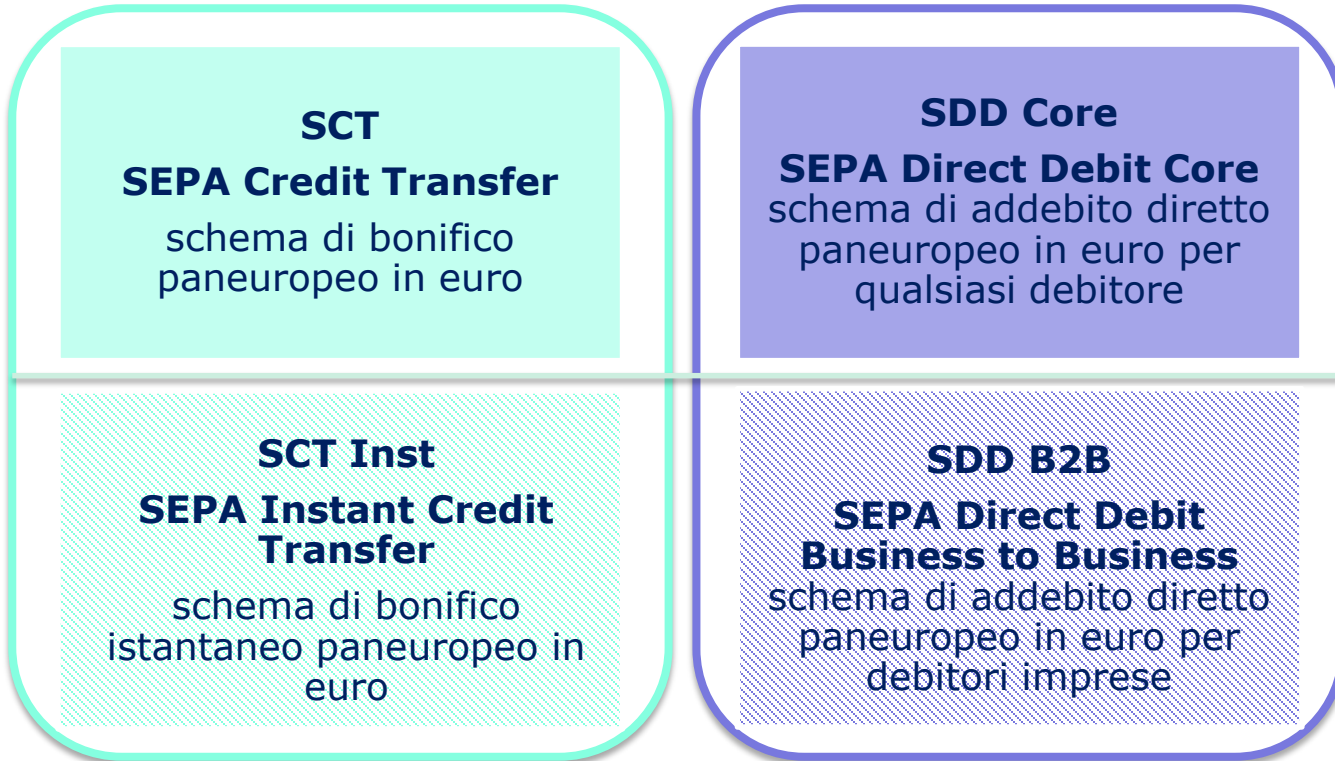 SCT
SEPA Credit Transfer
schema di bonifico
paneuropeo in euro
SDD Core
SEPA Direct Debit Core
schema di addebito diretto
paneuropeo in euro per
qualsiasi debitore
SCT Inst
SEPA Instant Credit
Transfer
schema di bonifico
istantaneo paneuropeo in
euro
SDD B2B
SEPA Direct Debit
Business to Business
schema di addebito diretto
paneuropeo in euro per
debitori imprese